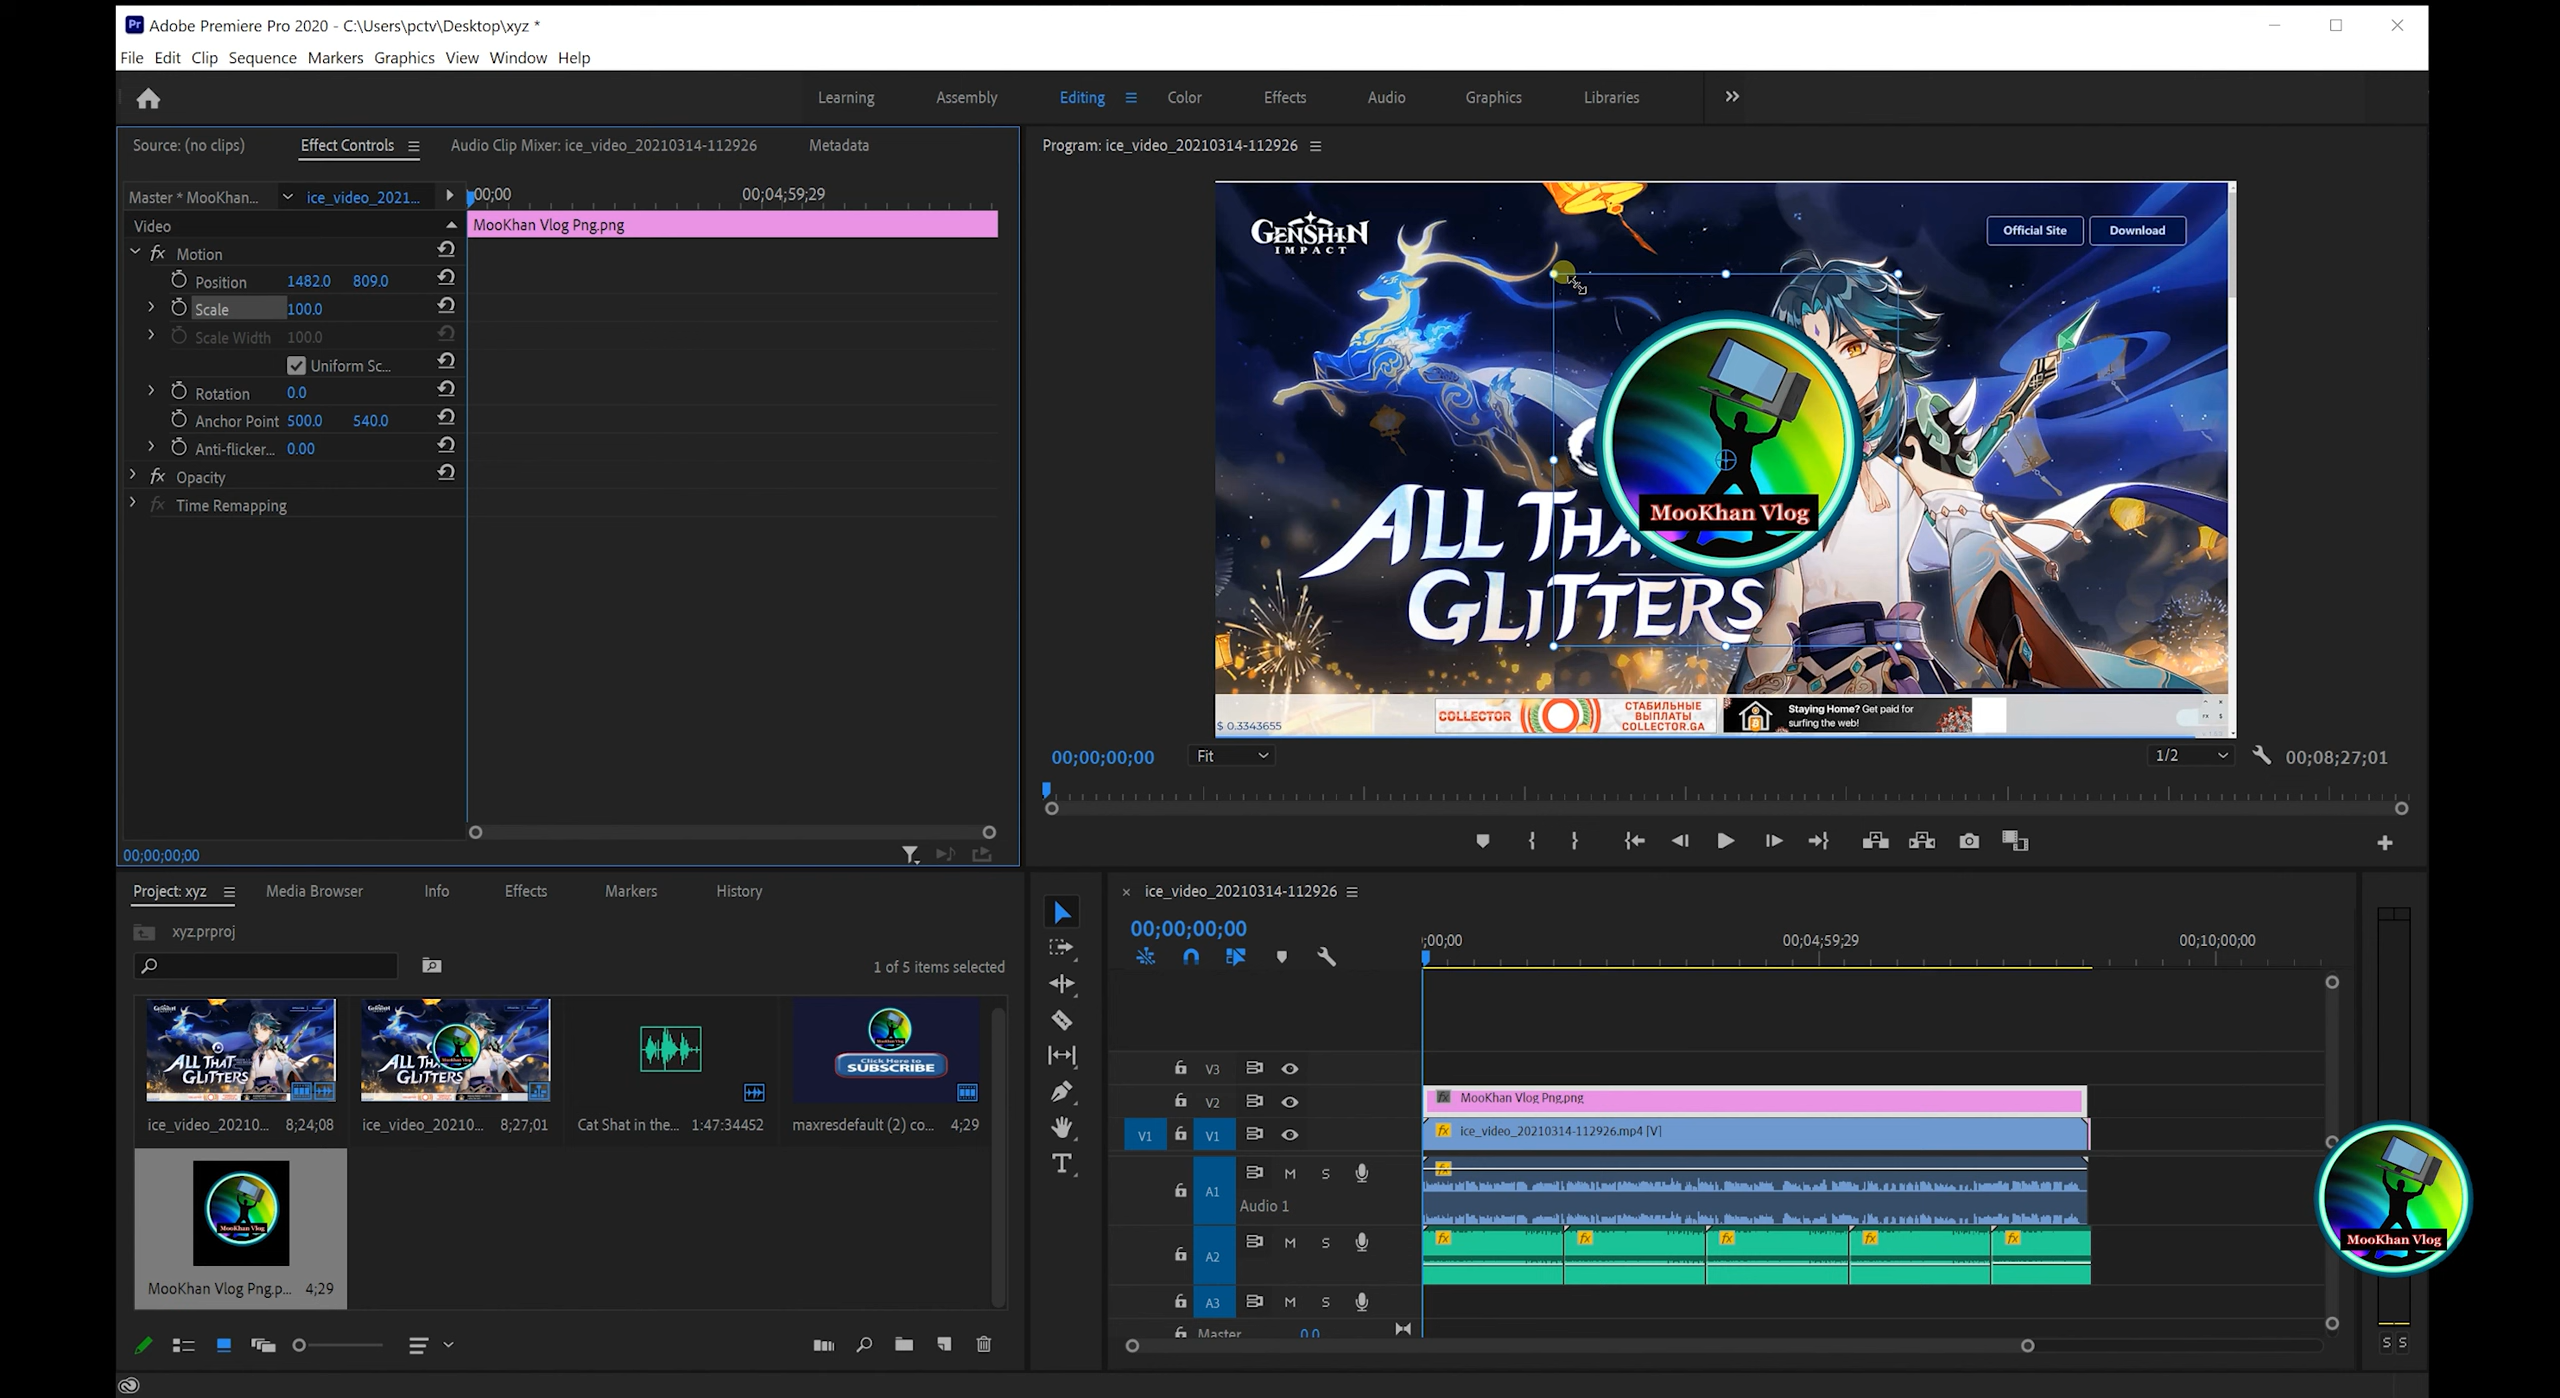 Pr Adobe Premiere Pro 2020 - C:\Users\pctv\Desktop\xyz *
File Edit Clip Sequence Markers Graphics View Window Help
Learning Assembly Editing Color Effects Audio Graphics Libraries
Source: (no clips) Effect Controls Audio Clip Mixer: ice_video_20210314-112926 Metadata
Program: ice_video_20210314-112926
Master * MooKhan... ice_video_2021... ;00;00 00;04;59;29
Video MooKhan Vlog Png.png
fx Motion
Position 1482.0 809.0
Scale 100.0
Scale Width 100.0
Uniform Sc...
Rotation 0.0
Anchor Point 500.0 540.0
Anti-flicker... 0.00
fx Opacity
fx Time Remapping
00;00;00;00
GENSHIN
IMPACT
Official Site Download
MooKhan Vlog
ALL THA
GLITTERS
$ 0.3343655
COLLECTOR
СТАБИЛЬНЫЕ
ВЫПЛАТЫ
COLLECTOR.GA
Staying Home? Get paid for
surfing the web!
00;00;00;00 Fit 1/2 00;08;27;01
Project: xyz Media Browser Info Effects Markers History
xyz.prproj
1 of 5 items selected
ALL THAT
GLITTERS
ALL THAT
GLITTERS
Click Here to
SUBSCRIBE
ice_video_20210... 8;24;08
ice_video_20210... 8;27;01
Cat Shat in the... 1:47:34452
maxresdefault (2) co... 4;29
MooKhan Vlog
MooKhan Vlog Png.p... 4;29
ice_video_20210314-112926
00;00;00;00
;00;00 00;04;59;29 00;10;00;00
V3
V2 fx MooKhan Vlog Png.png
V1 V1 fx ice_video_20210314-112926.mp4 [V]
A1 M S fx
Audio 1
A2 M S fx fx fx fx fx
A3 M S
Master 0.0
S S
MooKhan Vlog